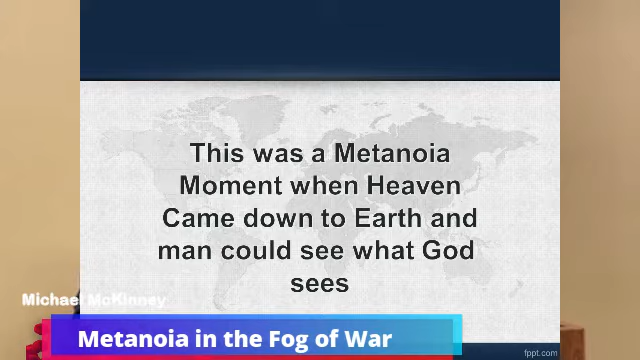 This was a Metanoia
Moment when Heaven
Came down to Earth and
man could see what God
sees
Michael McKinney
Metanoia in the Fog of War
fppt.com